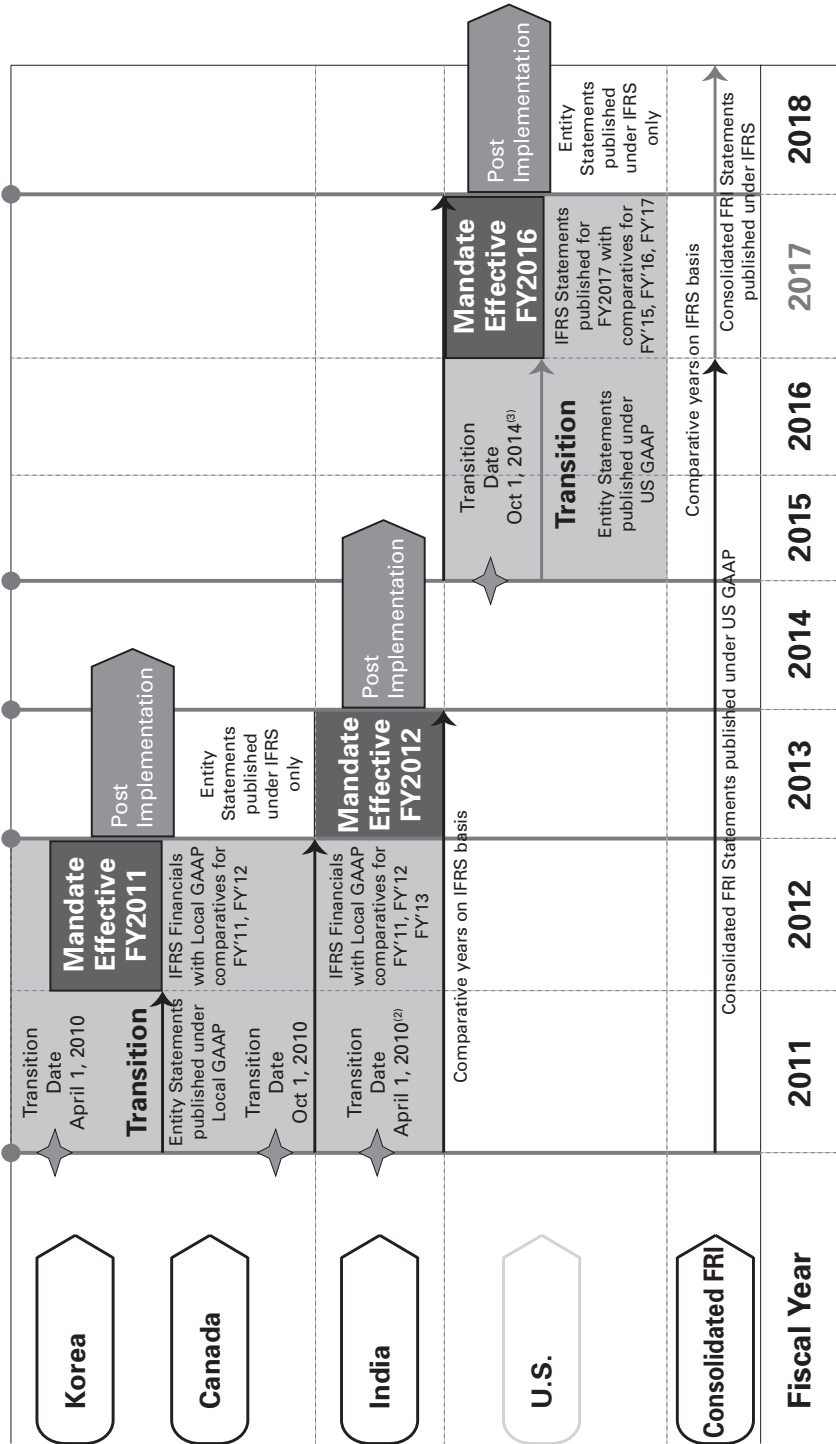 Korea
Transition
Date
April 1, 2010
Mandate
Effective
FY2011
Post
Implementation
Transition
Canada
Entity Statements
published under
Local GAAP
IFRS Financials
with Local GAAP
comparatives for
FY'11, FY'12
Entity
Statements
published
under IFRS
only
Transition
Date
Oct 1, 2010
India
Transition
Date
April 1, 2010(2)
IFRS Financials
with Local GAAP
comparatives for
FY'11, FY'12
FY'13
Mandate
Effective
FY2012
Post
Implementation
Comparative years on IFRS basis
U.S.
Transition
Date
Oct 1, 2014(3)
Mandate
Effective
FY2016
Post
Implementation
Transition
Entity Statements
published under
US GAAP
IFRS Statements
published for
FY2017 with
comparatives for
FY'15, FY'16, FY'17
Entity
Statements
published
under IFRS
only
Comparative years on IFRS basis
Consolidated FRI
Consolidated FRI Statements published under US GAAP
Consolidated FRI Statements
published under IFRS
Fiscal Year
2011
2012
2013
2014
2015
2016
2017
2018